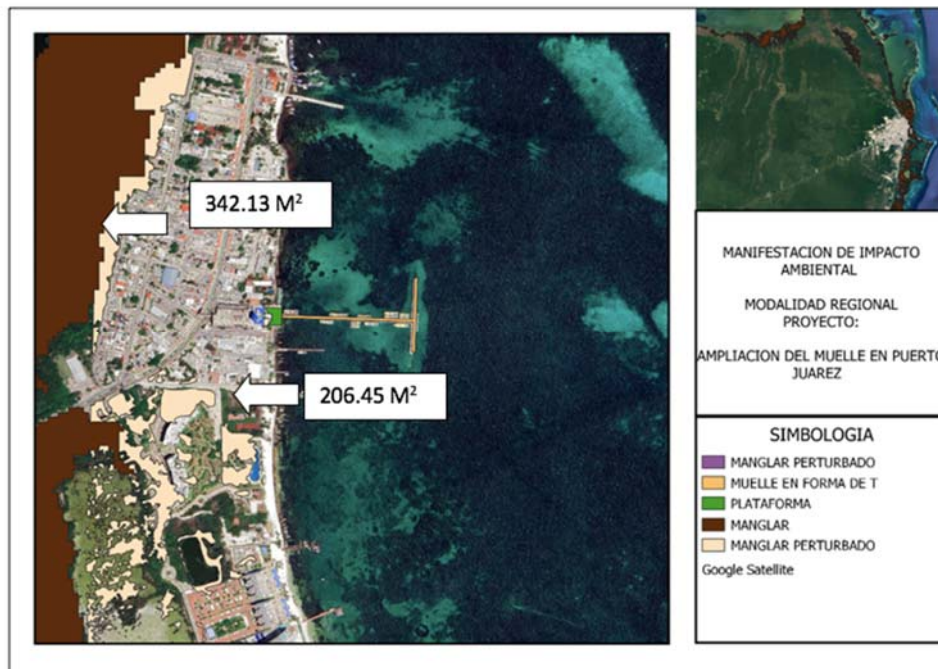 342.13 M²
206.45 M²
MANIFESTACION DE IMPACTO
AMBIENTAL
MODALIDAD REGIONAL
PROYECTO:
AMPLIACION DEL MUELLE EN PUERTO
JUAREZ
SIMBOLOGIA
MANGLAR PERTURBADO
MUELLE EN FORMA DE T
PLATAFORMA
MANGLAR
MANGLAR PERTURBADO
Google Satellite